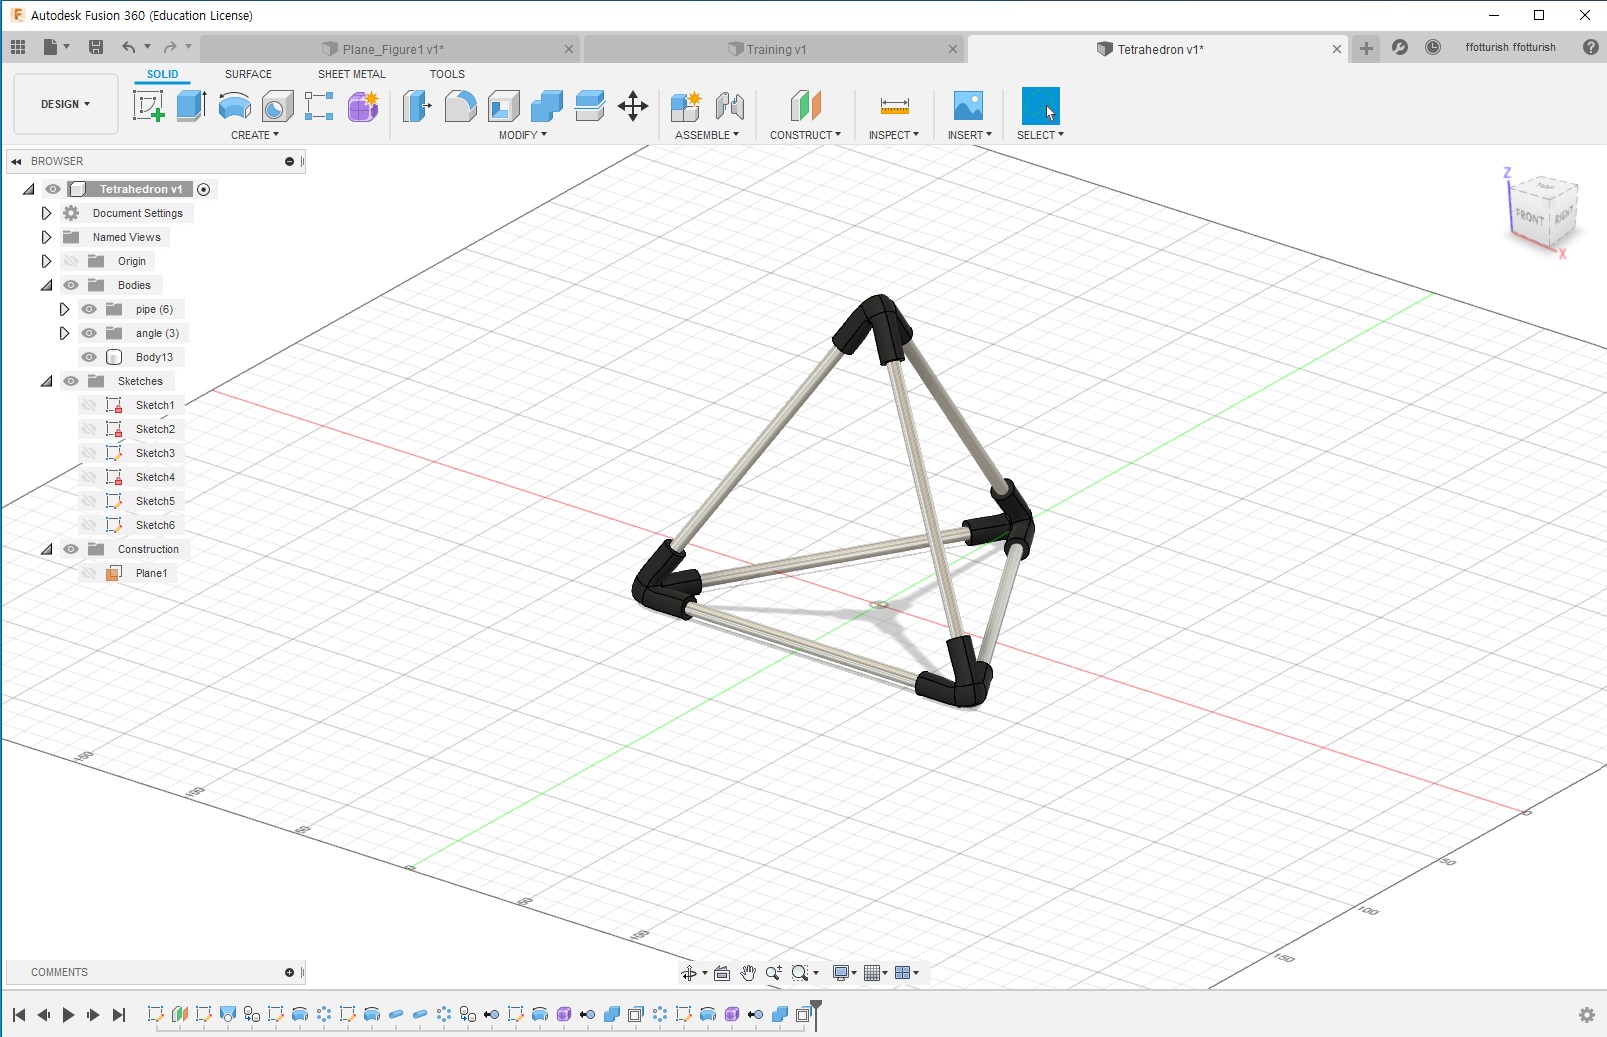 Autodesk Fusion 360 (Education License)
Plane_Figure1 v1*
Training v1
Tetrahedron v1*
ffotturish ffotturish
DESIGN
SOLID
SURFACE
SHEET METAL
TOOLS
CREATE
MODIFY
ASSEMBLE
CONSTRUCT
INSPECT
INSERT
SELECT
BROWSER
Tetrahedron v1
Document Settings
Named Views
Origin
Bodies
pipe (6)
angle (3)
Body13
Sketches
Sketch1
Sketch2
Sketch3
Sketch4
Sketch5
Sketch6
Construction
Plane1
Z
TOP
FRONT
RIGHT
X
150
100
50
0
50
100
0
50
100
150
COMMENTS